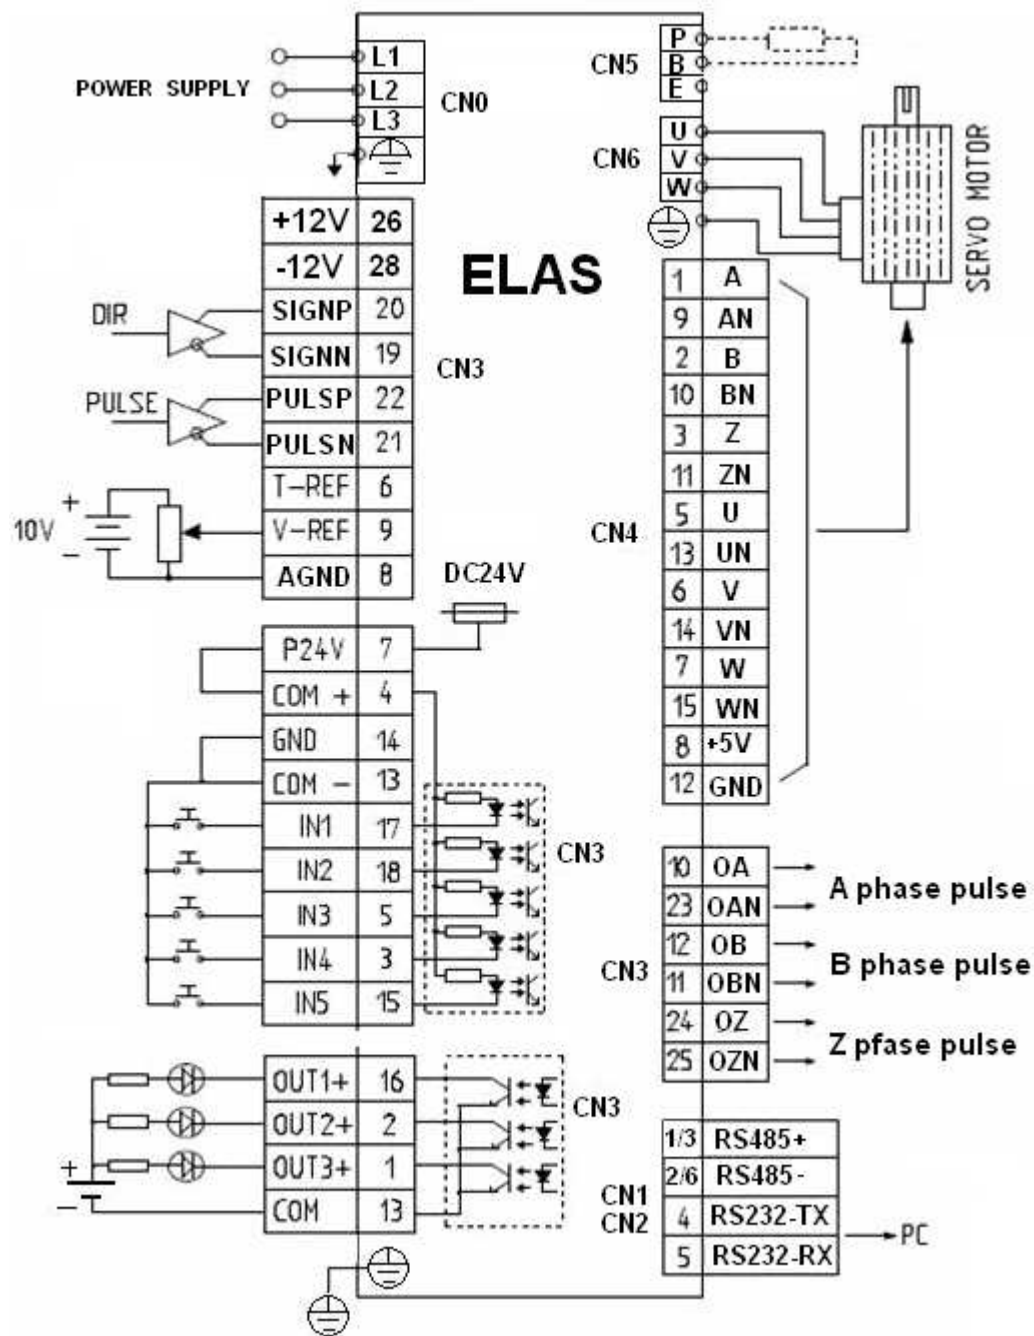 POWER SUPPLY
L1
L2
L3
CN0
+12V 26
-12V 28
DIR
SIGNP 20
SIGNN 19
PULSE
PULSP 22
PULSN 21
T-REF 6
+
10V
-
V-REF 9
AGND 8
CN3
ELAS
DC24V
P24V 7
COM + 4
GND 14
COM - 13
IN1 17
IN2 18
IN3 5
IN4 3
IN5 15
CN3
OUT1+ 16
OUT2+ 2
OUT3+ 1
+
-
COM 13
CN3
CN5
P
B
E
CN6
U
V
W
SERVO MOTOR
1 A
9 AN
2 B
10 BN
3 Z
11 ZN
5 U
13 UN
6 V
14 VN
7 W
15 WN
8 +5V
12 GND
CN4
CN3
10 OA
23 OAN
A phase pulse
12 OB
11 OBN
B phase pulse
24 OZ
25 OZN
Z pfase pulse
CN1
CN2
1/3 RS485+
2/6 RS485-
4 RS232-TX
5 RS232-RX
PC